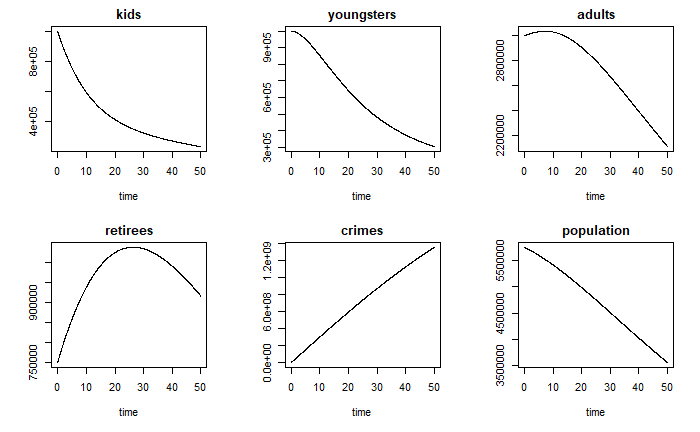 kids youngsters adults
8e+05
4e+05
0 10 20 30 40 50
time
9e+05
6e+05
3e+05
0 10 20 30 40 50
time
2800000
2200000
0 10 20 30 40 50
time
retirees crimes population
900000
750000
0 10 20 30 40 50
time
1.2e+09
6.0e+08
0.0e+00
0 10 20 30 40 50
time
5500000
4500000
3500000
0 10 20 30 40 50
time